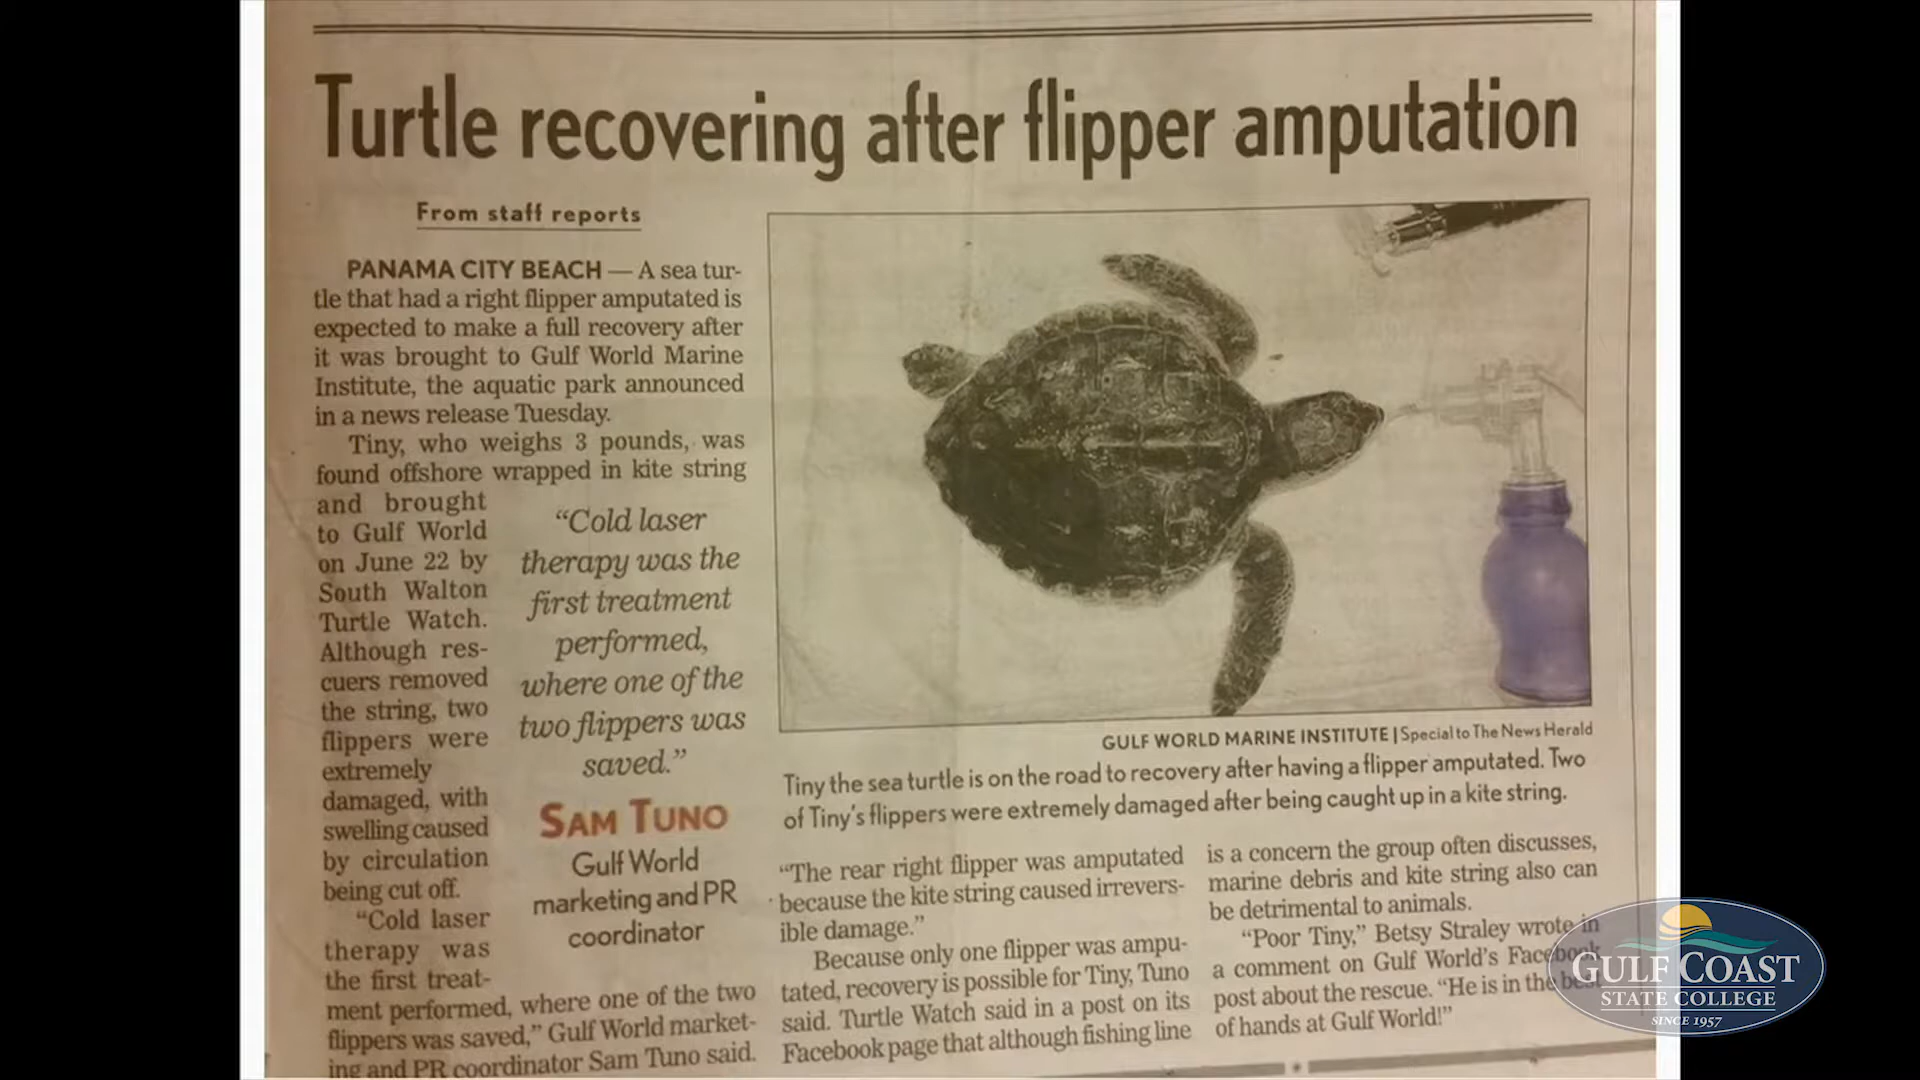 Turtle recovering after flipper amputation
From staff reports
PANAMA CITY BEACH — A sea tur-
tle that had a right flipper amputated is
expected to make a full recovery after
it was brought to Gulf World Marine
Institute, the aquatic park announced
in a news release Tuesday.
Tiny, who weighs 3 pounds, was
found offshore wrapped in kite string
and brought
to Gulf World
on June 22 by
South Walton
Turtle Watch.
Although res-
cuers removed
the string, two
flippers were
extremely
damaged, with
swelling caused
by circulation
being cut off.
“Cold laser
therapy was
the first treat-
ment performed, where one of the two
flippers was saved,” Gulf World market-
ing and PR coordinator Sam Tuno said.
“Cold laser
therapy was the
first treatment
performed,
where one of the
two flippers was
saved.”
SAM TUNO
Gulf World
marketing and PR
coordinator
GULF WORLD MARINE INSTITUTE | Special to The News Herald
Tiny the sea turtle is on the road to recovery after having a flipper amputated. Two
of Tiny’s flippers were extremely damaged after being caught up in a kite string.
“The rear right flipper was amputated
because the kite string caused irrevers-
ible damage.”
Because only one flipper was ampu-
tated, recovery is possible for Tiny, Tuno
said. Turtle Watch said in a post on its
Facebook page that although fishing line
is a concern the group often discusses,
marine debris and kite string also can
be detrimental to animals.
“Poor Tiny,” Betsy Straley wrote in
a comment on Gulf World’s Facebook
post about the rescue. “He is in the best
of hands at Gulf World!”
GULF COAST
STATE COLLEGE
SINCE 1957